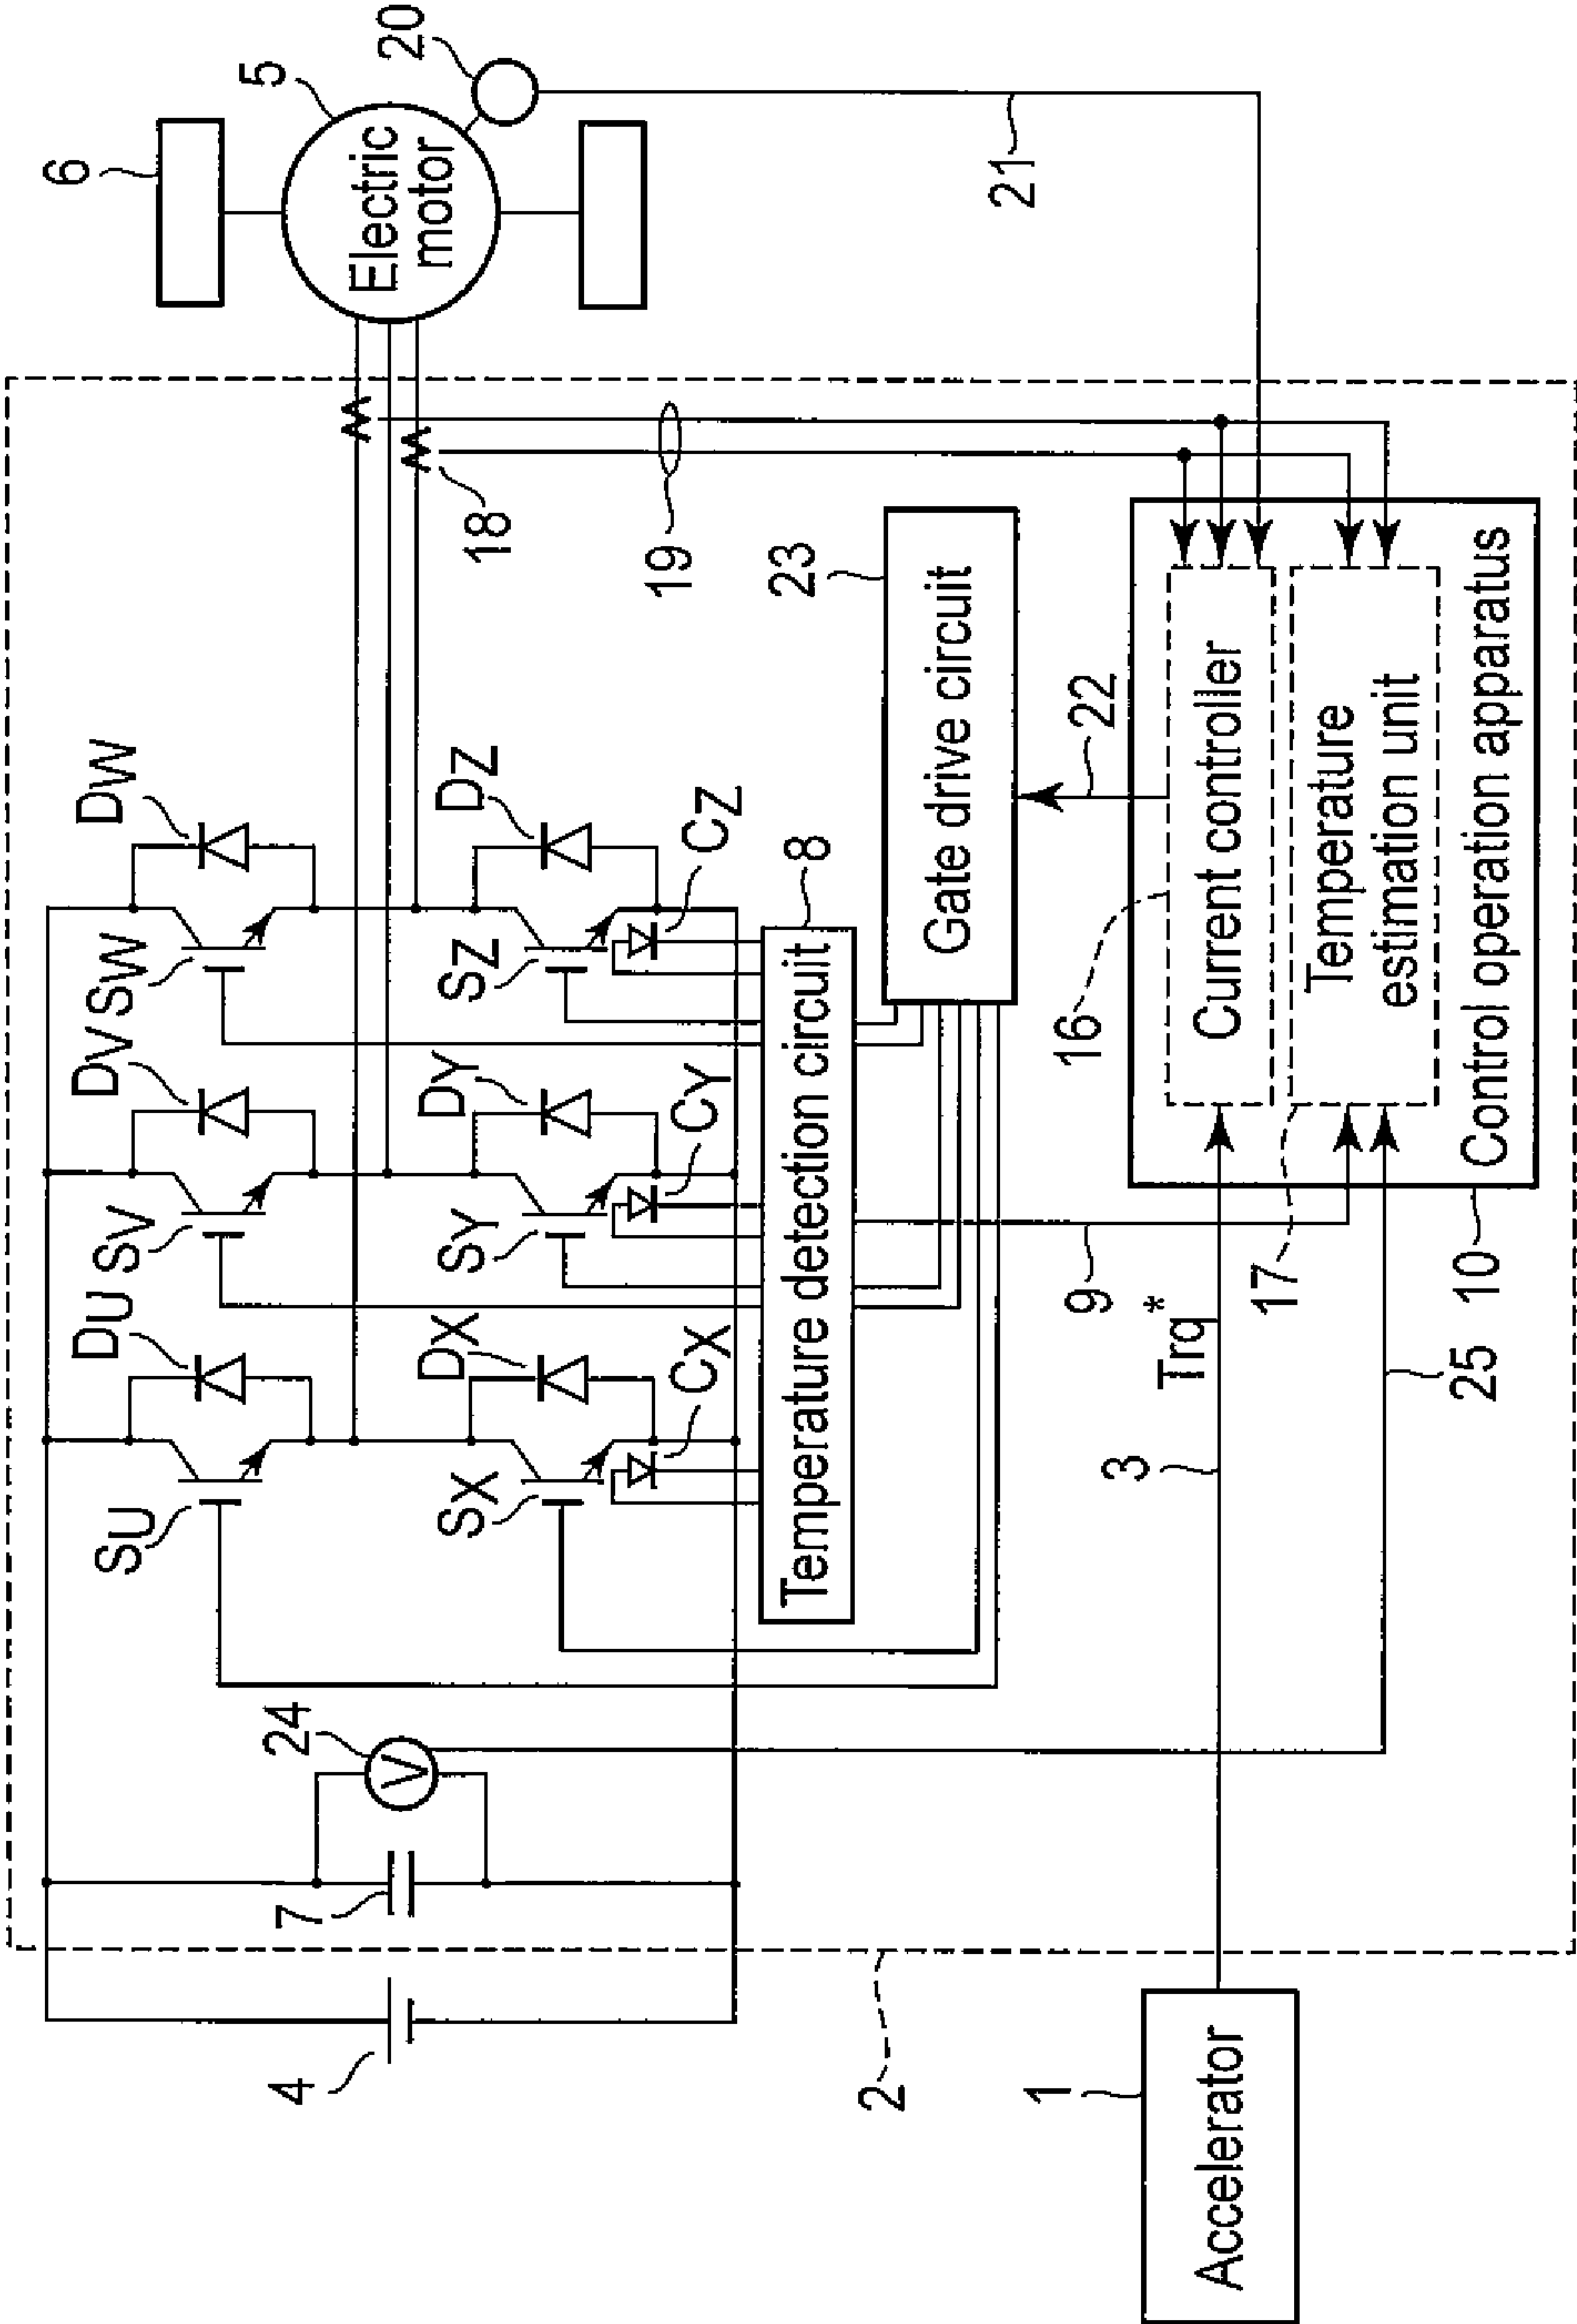 20
5
6
Electric
motor
21
DW
SW
DV
SV
DU
SU
18
19
DZ
SZ
CZ
DY
SY
CY
DX
SX
CX
24
V
7
4
8
Temperature detection circuit
23
Gate drive circuit
22
16
Current controller
Temperature
estimation unit
Control operation apparatus
9
17
10
Trq*
3
25
2
1
Accelerator